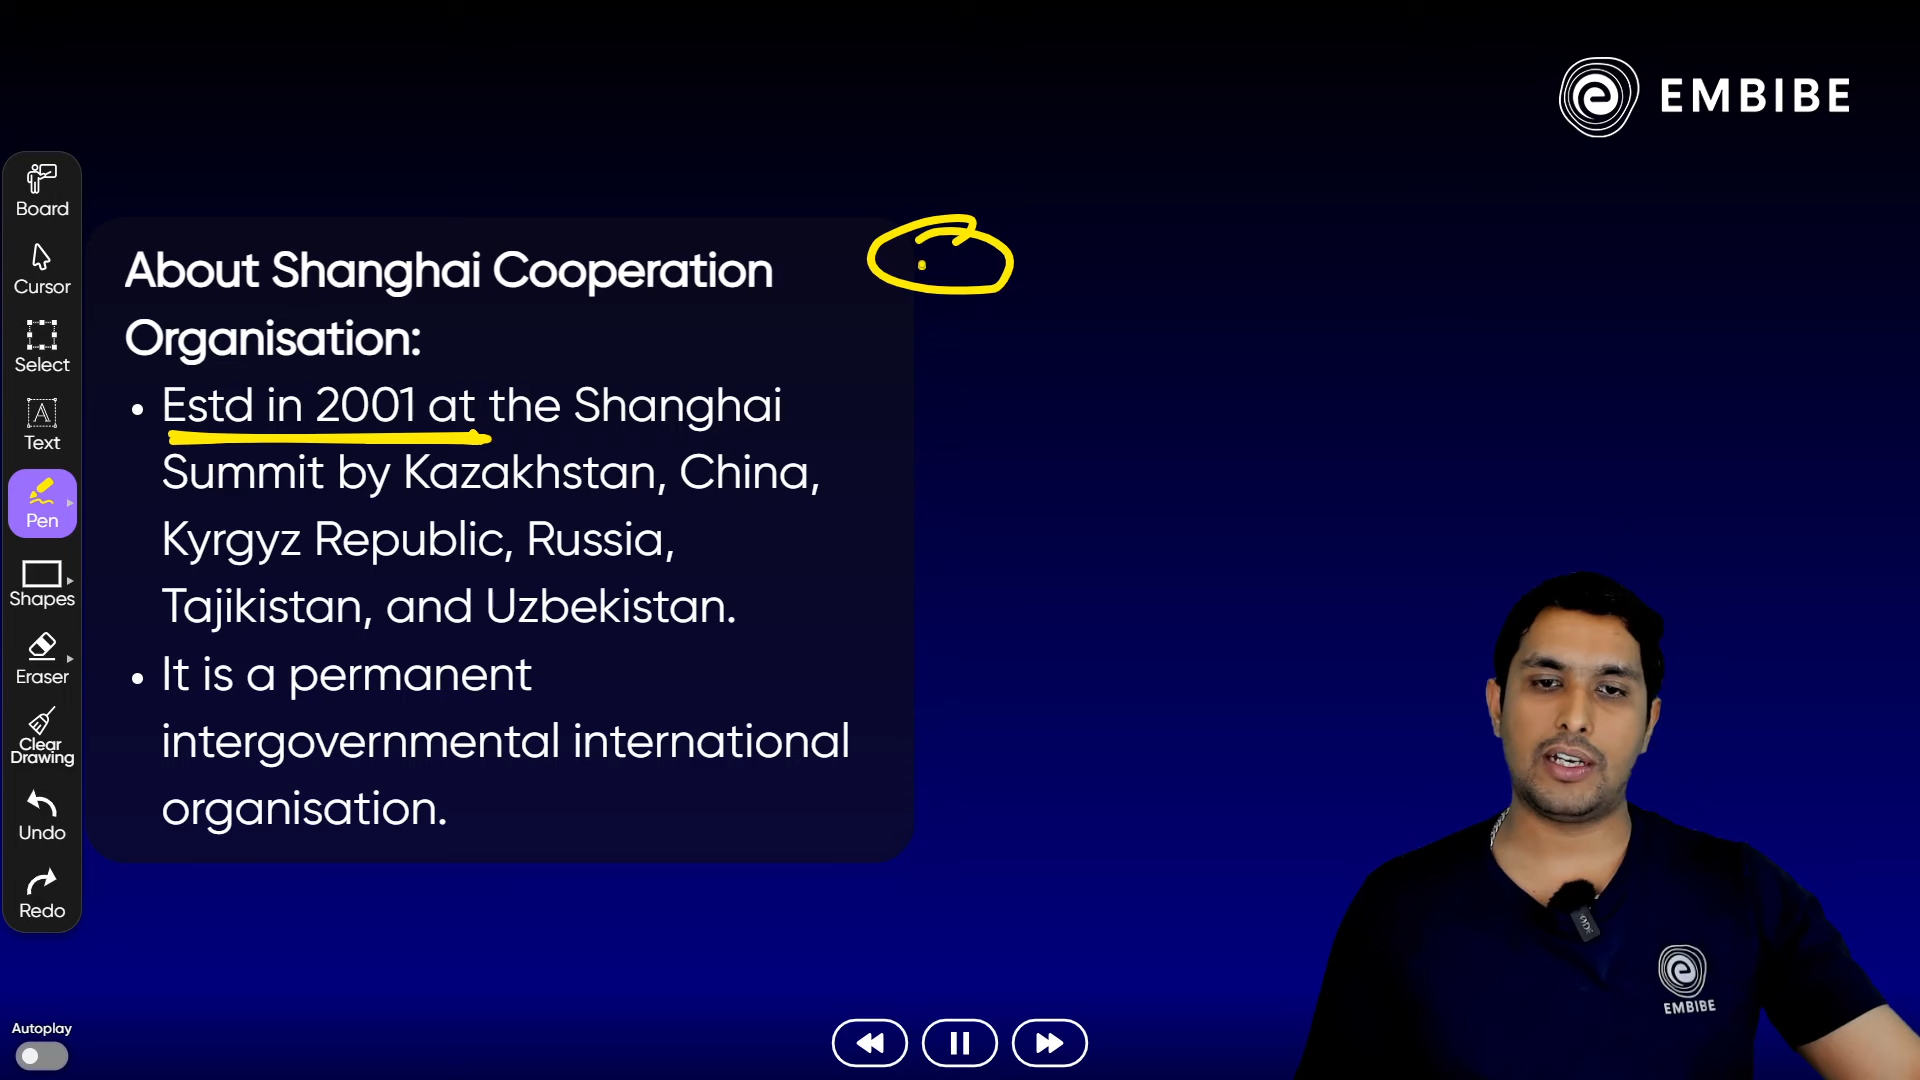 EMBIBE
Board
Cursor
Select
Text
Pen
Shapes
Eraser
Clear
Drawing
Undo
Redo
Autoplay
About Shanghai Cooperation
Organisation:
• Estd in 2001 at the Shanghai
Summit by Kazakhstan, China,
Kyrgyz Republic, Russia,
Tajikistan, and Uzbekistan.
• It is a permanent
intergovernmental international
organisation.
EMBIBE